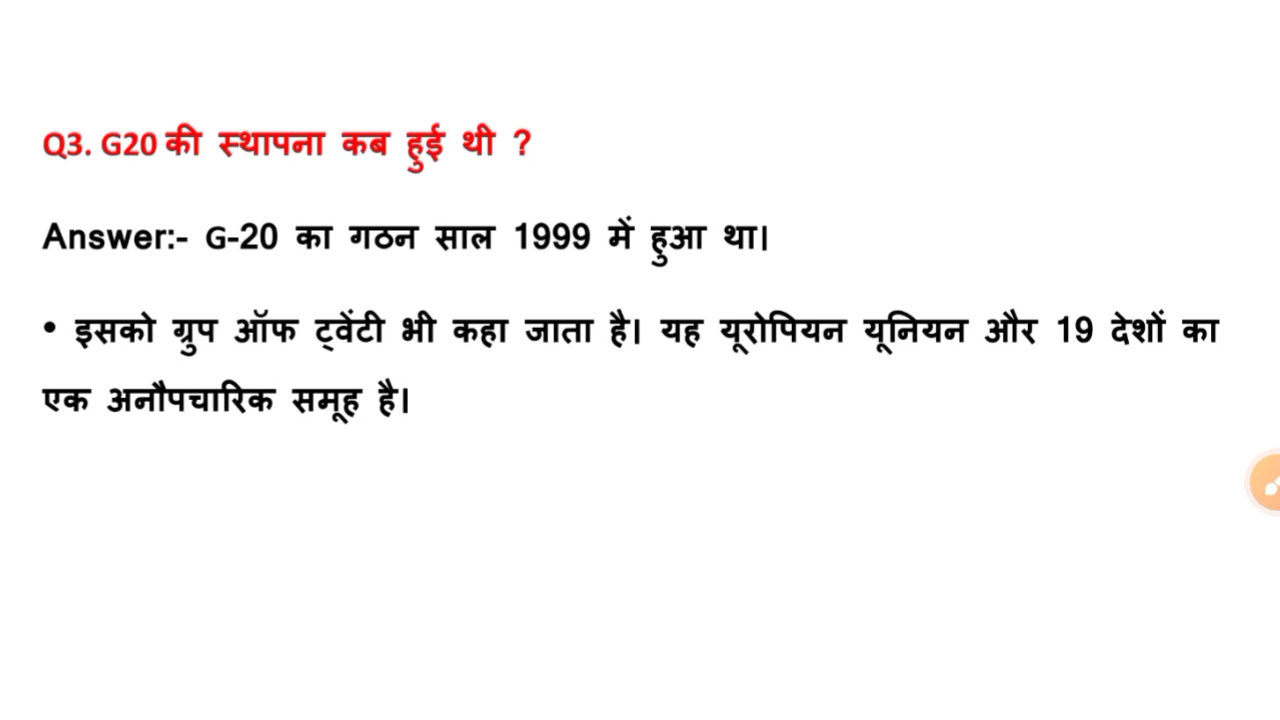 Q3. G20 की स्थापना कब हुई थी ?
Answer:- G-20 का गठन साल 1999 में हुआ था।
• इसको ग्रुप ऑफ ट्वेंटी भी कहा जाता है। यह यूरोपियन यूनियन और 19 देशों का
एक अनौपचारिक समूह है।